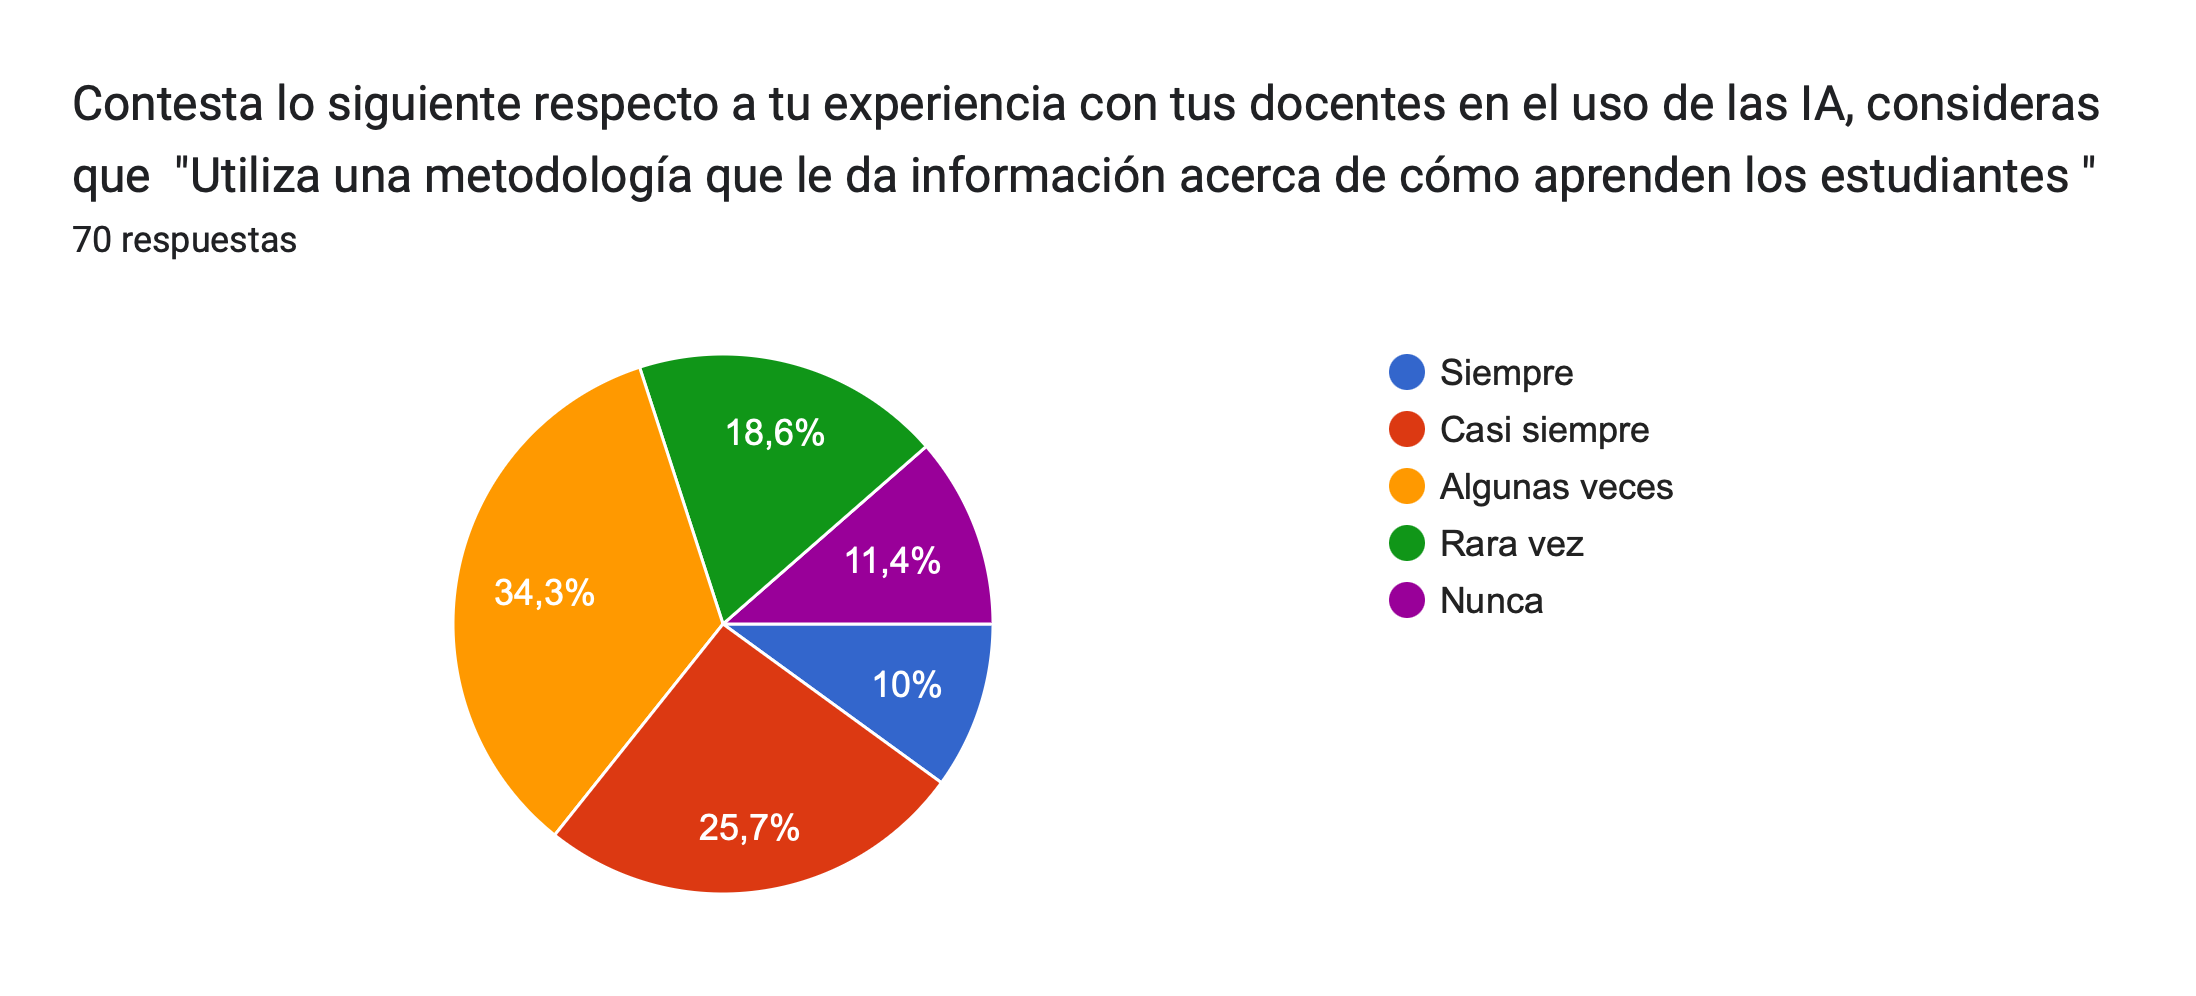 Contesta lo siguiente respecto a tu experiencia con tus docentes en el uso de las IA, consideras
que  "Utiliza una metodología que le da información acerca de cómo aprenden los estudiantes "
70 respuestas
Siempre
Casi siempre
Algunas veces
Rara vez
Nunca
18,6%
11,4%
34,3%
10%
25,7%